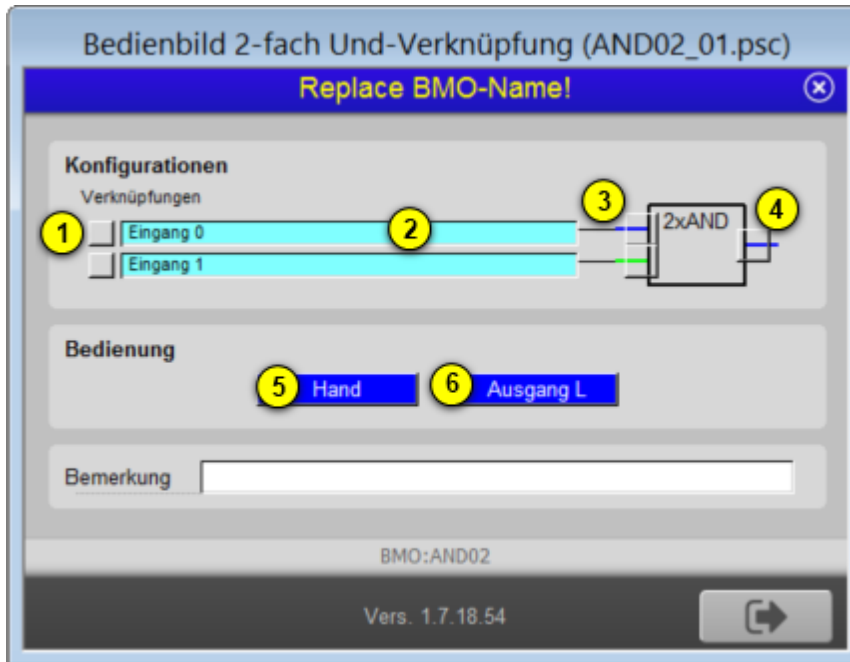 Bedienbild 2-fach Und-Verknüpfung (AND02_01.psc)
Replace BMO-Name!
Konfigurationen
Verknüpfungen
1 Eingang 0 2 3 2xAND 4
Eingang 1
Bedienung
5 Hand 6 Ausgang L
Bemerkung
BMO:AND02
Vers. 1.7.18.54